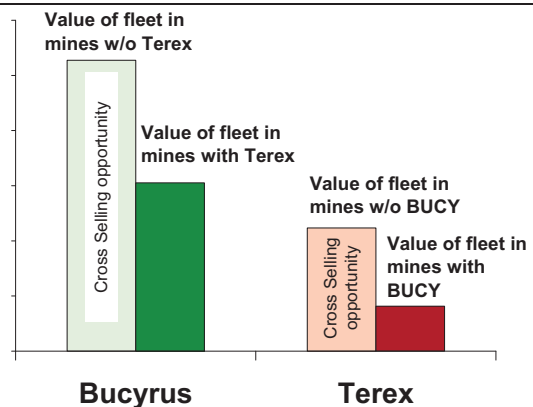 Value of fleet in
mines w/o Terex
Cross Selling opportunity
Value of fleet in
mines with Terex
Value of fleet in
mines w/o BUCY
Cross Selling
opportunity
Value of fleet in
mines with
BUCY
Bucyrus
Terex